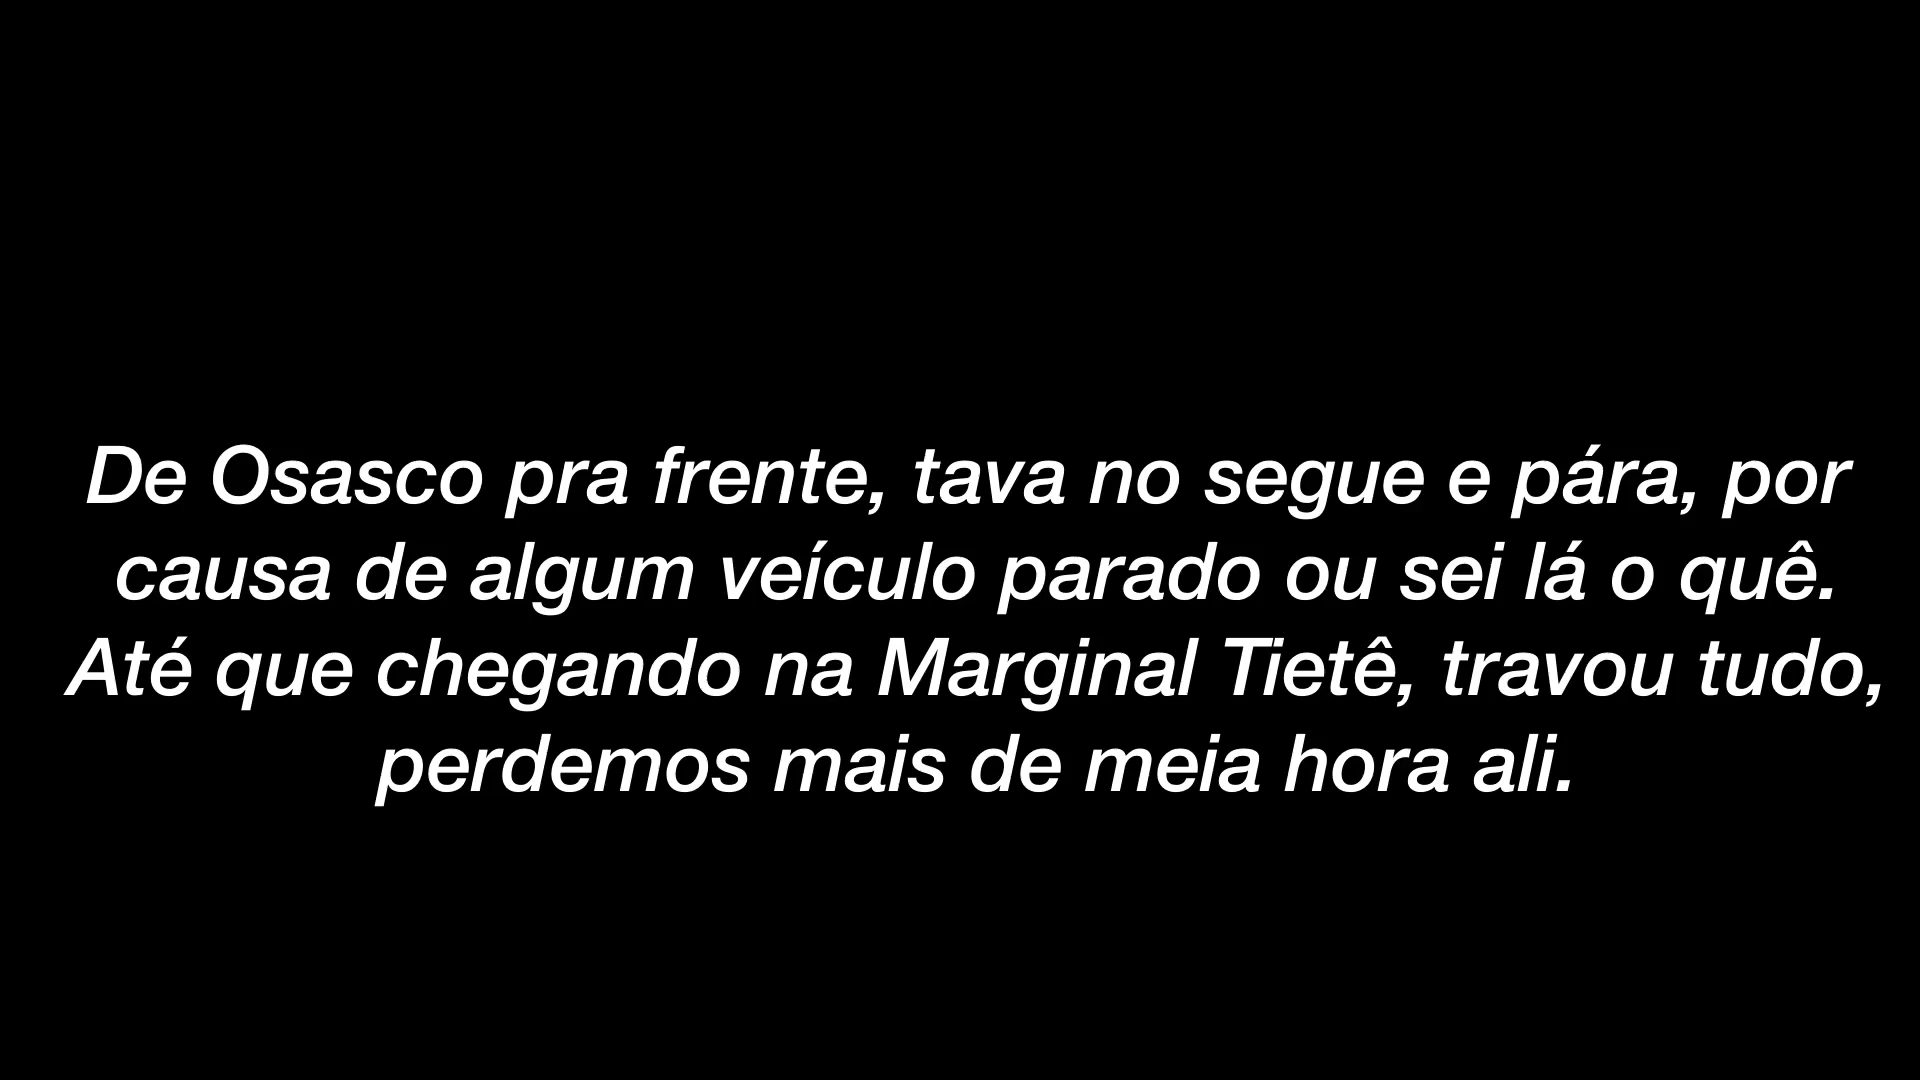 De Osasco pra frente, tava no segue e pára, por
causa de algum veículo parado ou sei lá o quê.
Até que chegando na Marginal Tietê, travou tudo,
perdemos mais de meia hora ali.